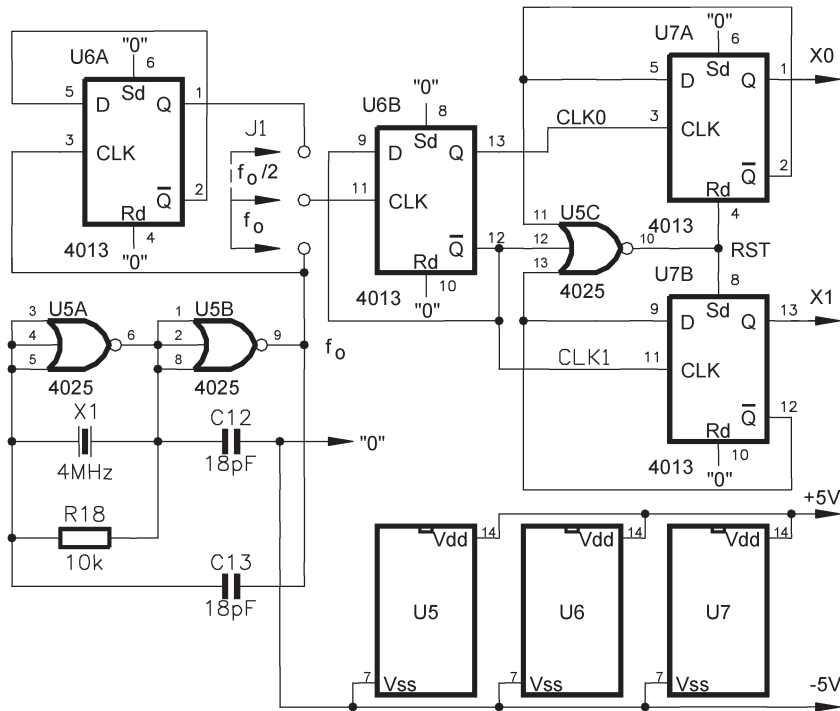 U6A
"0"
6
5
D
Sd
Q
1
3
CLK
Q
2
Rd
4013
4
"0"
J1
fo/2
fo
U6B
"0"
8
9
D
Sd
Q
13
11
CLK
Q
12
Rd
4013
10
"0"
CLK0
U7A
"0"
6
5
D
Sd
Q
1
X0
3
CLK
Q
2
Rd
4013
4
U5C
11
12
13
10
4025
RST
U7B
8
9
D
Sd
Q
13
X1
CLK1
11
CLK
Q
12
Rd
4013
10
"0"
U5A
3
4
5
6
4025
U5B
1
2
8
9
4025
fo
X1
4MHz
C12
18pF
"0"
R18
10k
C13
18pF
+5V
14
Vdd
U5
7
Vss
14
Vdd
U6
7
Vss
14
Vdd
U7
7
Vss
-5V